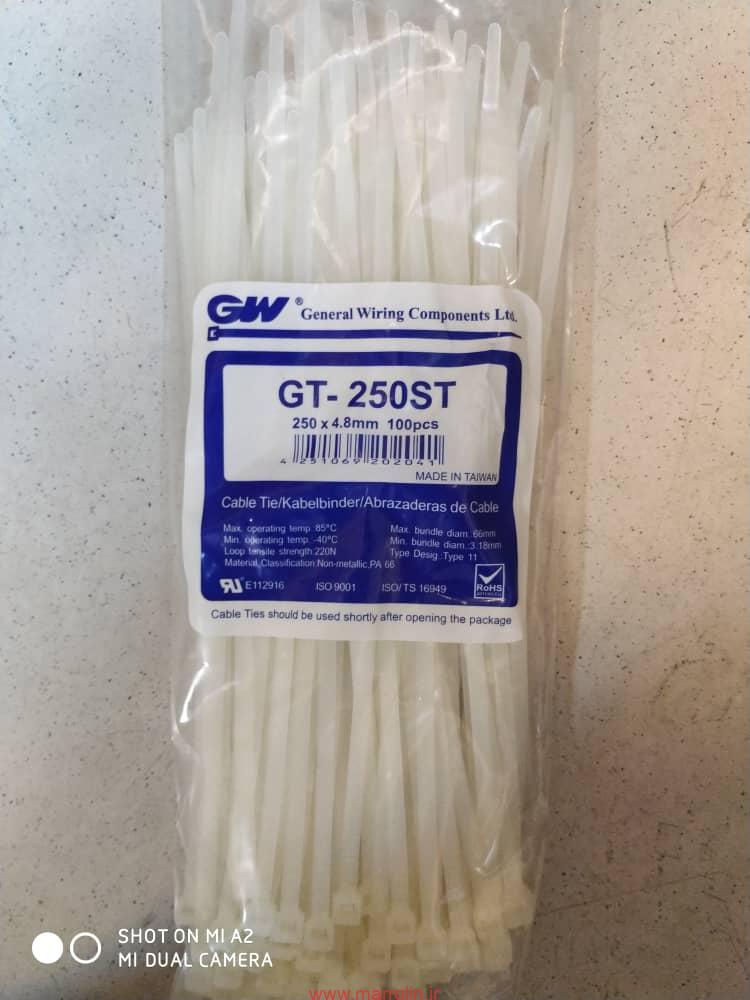 GW ® General Wiring Components Ltd.
GT- 250ST
250 x 4.8mm 100pcs
4 251069 202041
MADE IN TAIWAN
Cable Tie/Kabelbinder/Abrazaderas de Cable
Max. operating temp. 85°C
Min. operating temp. -40°C
Loop tensile strength:220N
Material Classification:Non-metallic,PA 66
Max. bundle diam.:66mm
Min. bundle diam.:3.18mm
Type Desig.:Type 11
E112916 ISO 9001 ISO/TS 16949
RoHS
Cable Ties should be used shortly after opening the package
SHOT ON MI A2
MI DUAL CAMERA